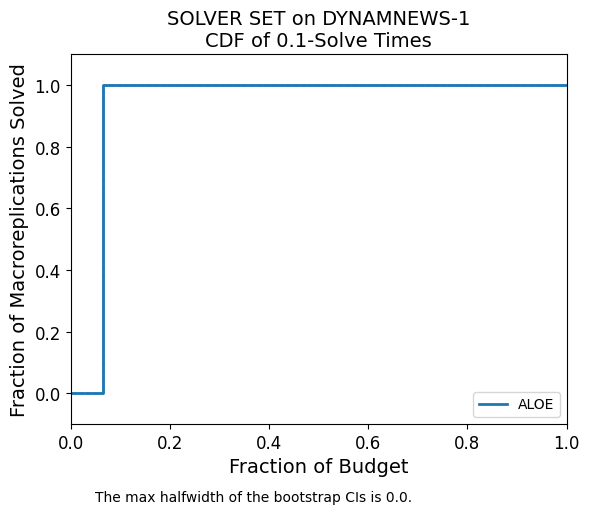 SOLVER SET on DYNAMNEWS-1
CDF of 0.1-Solve Times
Fraction of Macroreplications Solved
1.0
0.8
0.6
0.4
0.2
0.0
ALOE
0.0 0.2 0.4 0.6 0.8 1.0
Fraction of Budget
The max halfwidth of the bootstrap CIs is 0.0.